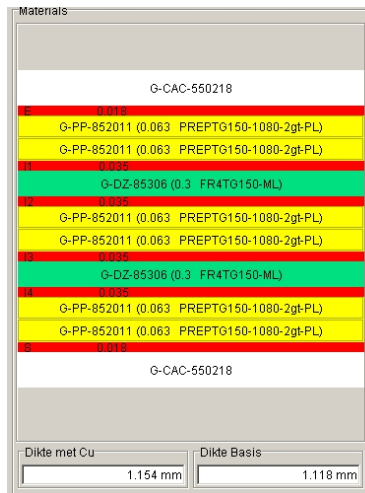 Materials
G-CAC-550218
E 0.018
G-PP-852011 (0.063 PREPTG150-1080-2gt-PL)
G-PP-852011 (0.063 PREPTG150-1080-2gt-PL)
I1 0.035
G-DZ-85306 (0.3 FR4TG150-ML)
I2 0.035
G-PP-852011 (0.063 PREPTG150-1080-2gt-PL)
G-PP-852011 (0.063 PREPTG150-1080-2gt-PL)
I3 0.035
G-DZ-85306 (0.3 FR4TG150-ML)
I4 0.035
G-PP-852011 (0.063 PREPTG150-1080-2gt-PL)
G-PP-852011 (0.063 PREPTG150-1080-2gt-PL)
S 0.018
G-CAC-550218
Dikte met Cu Dikte Basis
1.154 mm 1.118 mm